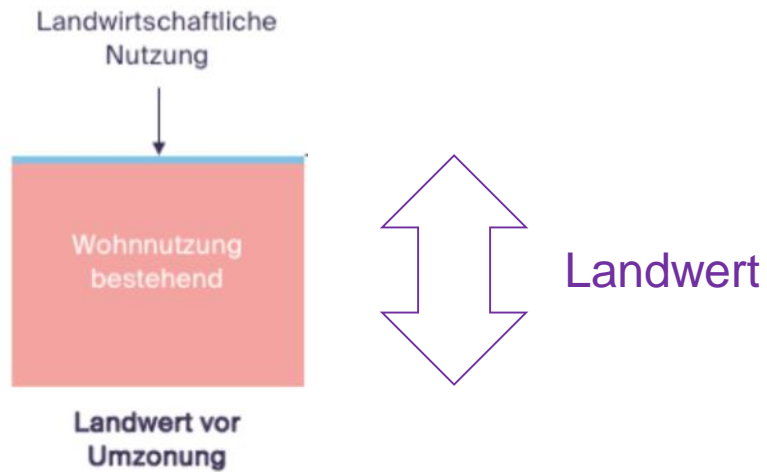 Landwirtschaftliche
Nutzung
Wohnnutzung
bestehend
Landwert
Landwert vor
Umzonung